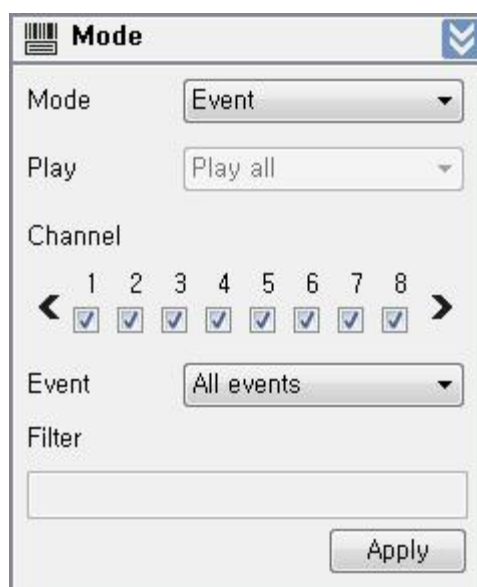 Mode
Mode Event
Play Play all
Channel
1 2 3 4 5 6 7 8
Event All events
Filter
Apply